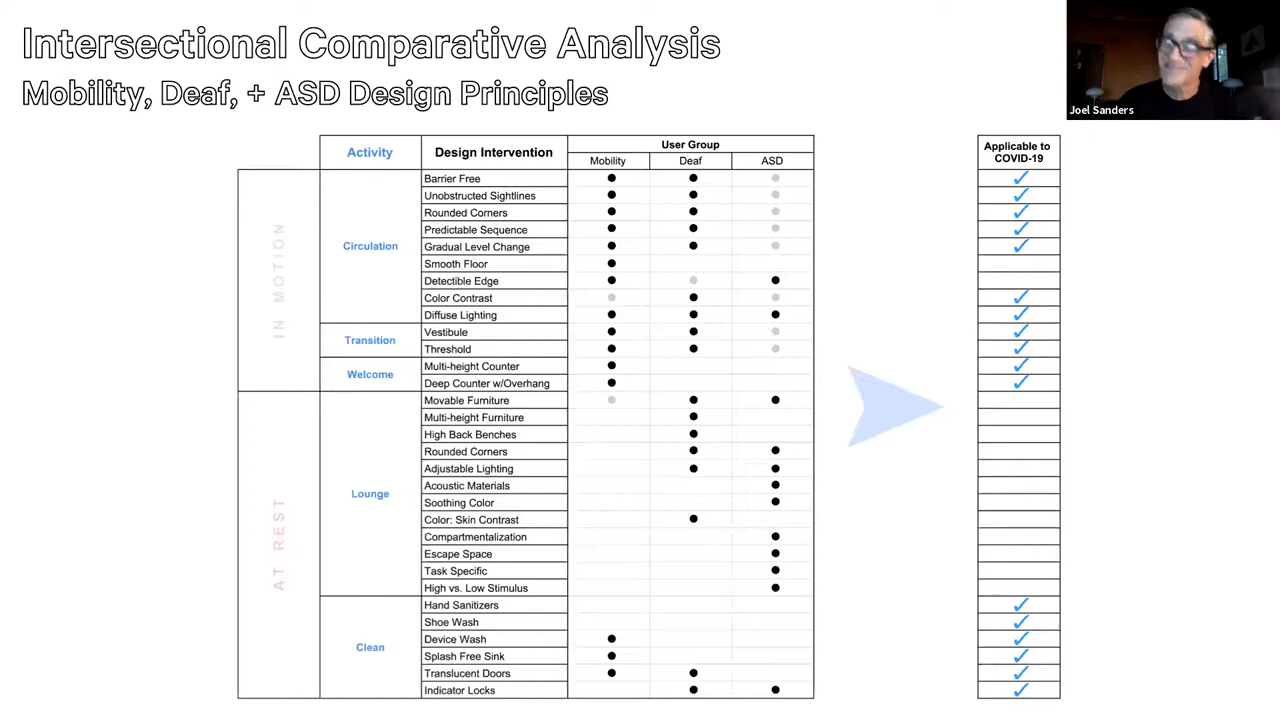 Intersectional Comparative Analysis
Mobility, Deaf, + ASD Design Principles
Joel Sanders
Activity
Design Intervention
User Group
Mobility
Deaf
ASD
Applicable to
COVID-19
IN MOTION
Circulation
Barrier Free
Unobstructed Sightlines
Rounded Corners
Predictable Sequence
Gradual Level Change
Smooth Floor
Detectible Edge
Color Contrast
Diffuse Lighting
Transition
Vestibule
Threshold
Welcome
Multi-height Counter
Deep Counter w/Overhang
AT REST
Lounge
Movable Furniture
Multi-height Furniture
High Back Benches
Rounded Corners
Adjustable Lighting
Acoustic Materials
Soothing Color
Color: Skin Contrast
Compartmentalization
Escape Space
Task Specific
High vs. Low Stimulus
Clean
Hand Sanitizers
Shoe Wash
Device Wash
Splash Free Sink
Translucent Doors
Indicator Locks